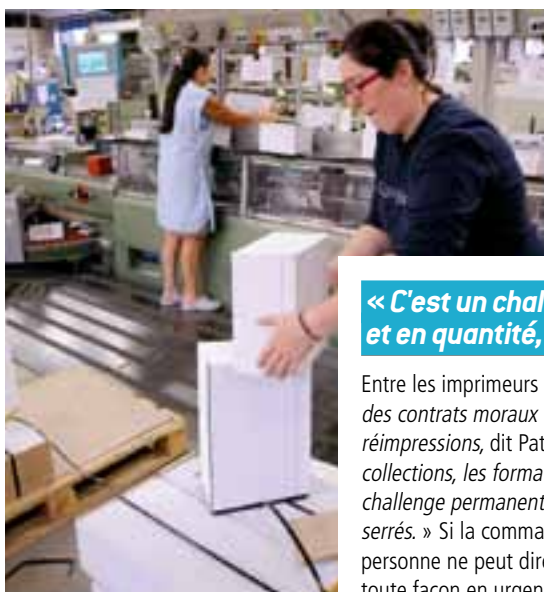 « C'est un chal
et en quantité,
Entre les imprimeurs
des contrats moraux
réimpressions, dit Pat
collections, les forma
challenge permanent
serrés. » Si la comma
personne ne peut dire
toute façon en urgen